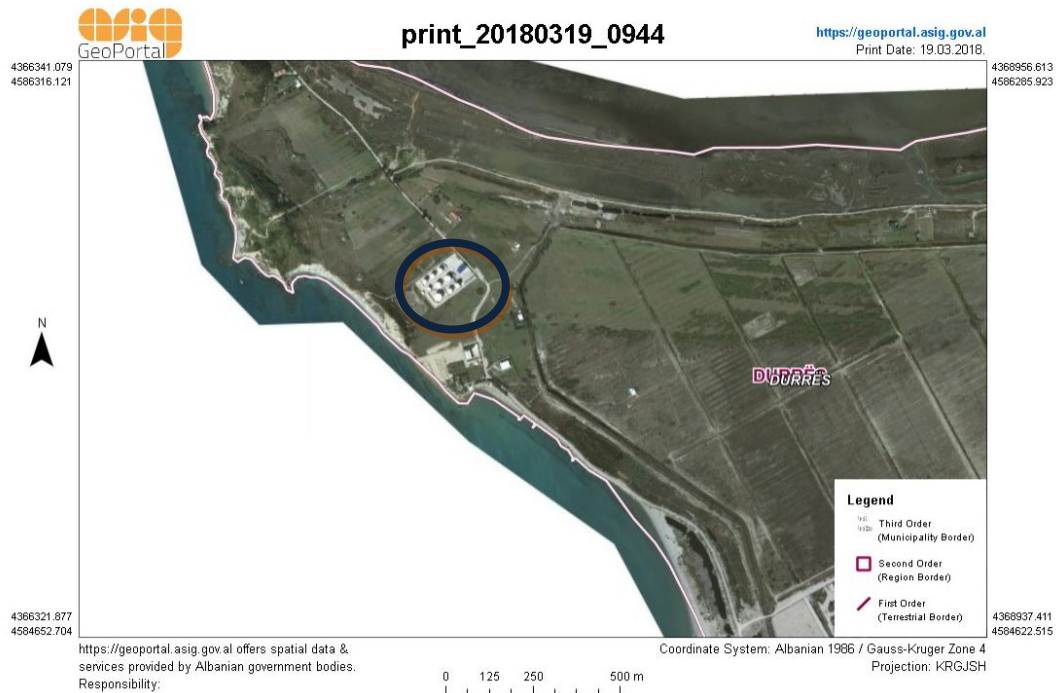 asig
GeoPortal
print_20180319_0944
https://geoportal.asig.gov.al
Print Date: 19.03.2018.
4366341.079
4586316.121
4368956.613
4586285.923
N
DURRËS
DURRËS
Legend
Third Order
(Municipality Border)
Second Order
(Region Border)
First Order
(Terrestrial Border)
4366321.877
4584652.704
4368937.411
4584622.515
https://geoportal.asig.gov.al offers spatial data &
services provided by Albanian government bodies.
Responsibility:
0 125 250 500 m
Coordinate System: Albanian 1986 / Gauss-Kruger Zone 4
Projection: KRGJSH